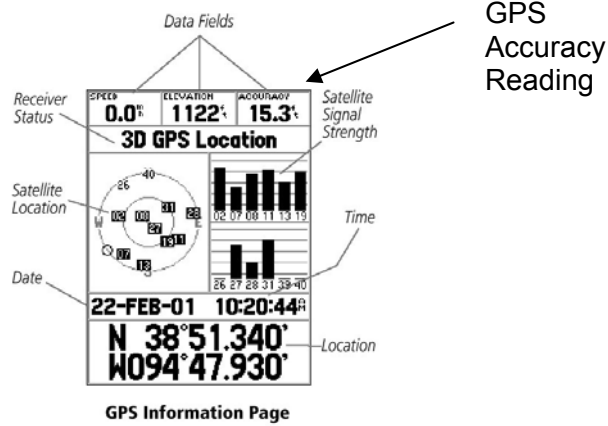 Data Fields
GPS
Accuracy
Reading
Receiver
Status
SPEED ELEVATION ACCURACY
0.0 1122 15.3
Satellite
Signal
Strength
3D GPS Location
40
26
Satellite
Location
02 00 31 28
W E
27
19 11
07
13
S
02 07 08 11 13 19
Time
26 27 28 31 39 40
Date
22-FEB-01 10:20:44
N 38°51.340'
W094°47.930'
Location
GPS Information Page